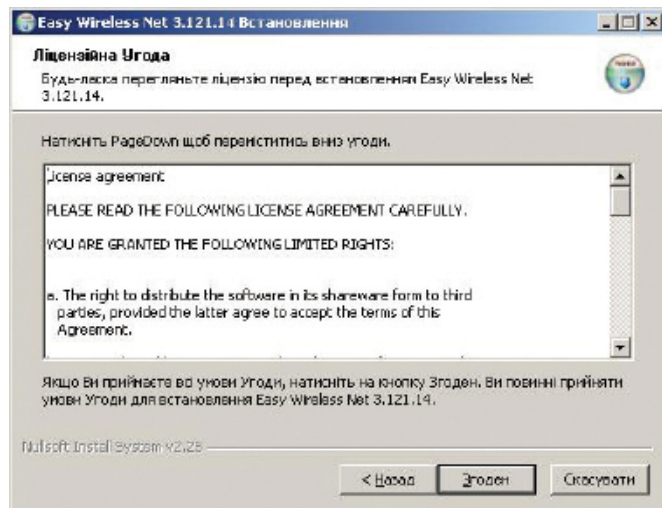 Easy Wireless Net 3.121.14 Встановлення
Ліцензійна Угода
Будь-ласка перегляньте ліцензію перед встановленням Easy Wireless Net
3.121.14.
Натисніть PageDown щоб переміститись вниз угоди.
License agreement
PLEASE READ THE FOLLOWING LICENSE AGREEMENT CAREFULLY.
YOU ARE GRANTED THE FOLLOWING LIMITED RIGHTS:
a. The right to distribute the software in its shareware form to third
parties, provided the latter agree to accept the terms of this
Agreement.
Якщо Ви приймаєте всі умови Угоди, натисніть на кнопку Згоден. Ви повинні прийняти
умови Угоди для встановлення Easy Wireless Net 3.121.14.
Nullsoft Install System v2.28
< Назад Згоден Скасувати